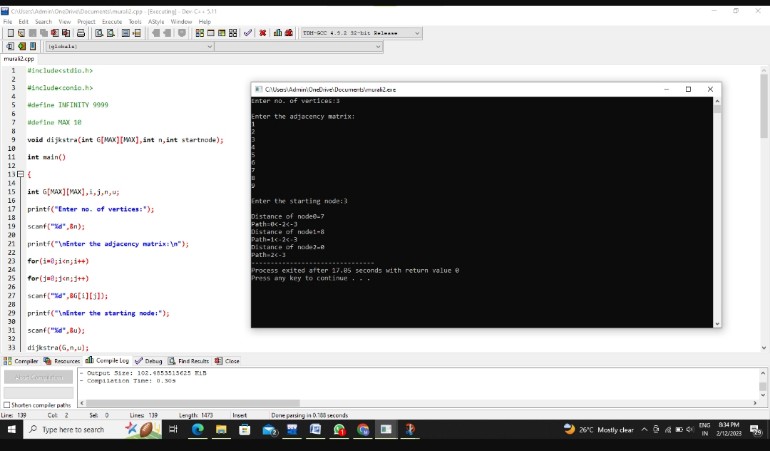 C:\Users\Admin\OneDrive\Documents\murali2.cpp - [Executing] - Dev-C++ 5.11
File Edit Search View Project Execute Tools AStyle Window Help
TDM-GCC 4.9.2 32-bit Release
(globals)
murali2.cpp
1 #include<stdio.h>
2
3 #include<conio.h>
4
5 #define INFINITY 9999
6
7 #define MAX 10
8
9 void dijkstra(int G[MAX][MAX],int n,int startnode);
10
11 int main()
12
13 {
14
15 int G[MAX][MAX],i,j,n,u;
16
17 printf("Enter no. of vertices:");
18
19 scanf("%d",&n);
20
21 printf("\nEnter the adjacency matrix:\n");
22
23 for(i=0;i<n;i++)
24
25 for(j=0;j<n;j++)
26
27 scanf("%d",&G[i][j]);
28
29 printf("\nEnter the starting node:");
30
31 scanf("%d",&u);
32
33 dijkstra(G,n,u);
C:\Users\Admin\OneDrive\Documents\murali2.exe
Enter no. of vertices:3
Enter the adjacency matrix:
1
2
3
4
5
6
7
8
9
Enter the starting node:3
Distance of node0=7
Path=0<-2<-3
Distance of node1=8
Path=1<-2<-3
Distance of node2=0
Path=2<-3
--------------------------------
Process exited after 17.05 seconds with return value 0
Press any key to continue . . .
Compiler Resources Compile Log Debug Find Results Close
Shorten compiler paths
- Output Size: 102.4853515625 KiB
- Compilation Time: 0.30s
Line: 139 Col: 2 Sel: 0 Lines: 139 Length: 1473 Insert Done parsing in 0.188 seconds
Type here to search
26°C Mostly clear
ENG
IN
8:34 PM
2/12/2023